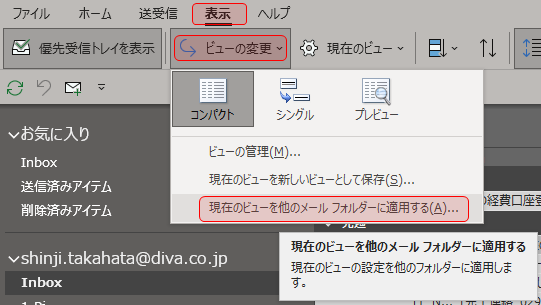 ファイル ホーム 送受信 表示 ヘルプ
優先受信トレイを表示 ビューの変更 現在のビュー
コンパクト シングル プレビュー
お気に入り
Inbox
送信済みアイテム
削除済みアイテム
ビューの管理(M)...
現在のビューを新しいビューとして保存(S)...
現在のビューを他のメール フォルダーに適用する(A)...
の経費口座登
現在のビューを他のメール フォルダーに適用する
現在のビューの設定を他のフォルダーに適用しま
す。
shinji.takahata@diva.co.jp
Inbox